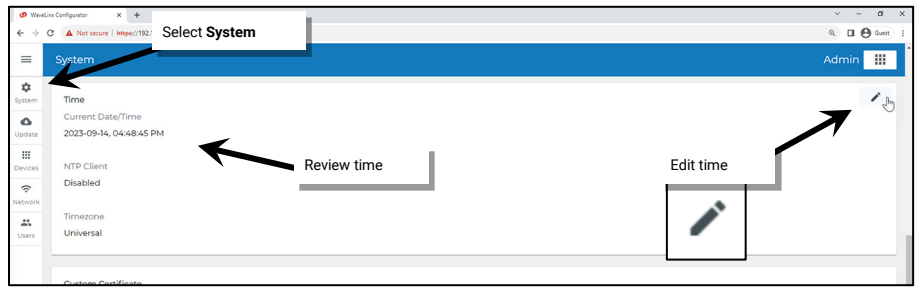 WaveLinx Configurator
Not secure | https://192.
Guest
Select System
System
Admin
System
Update
Devices
Network
Users
Time
Current Date/Time
2023-09-14, 04:48:45 PM
NTP Client
Disabled
Timezone
Universal
Review time
Edit time
Custom Certificate